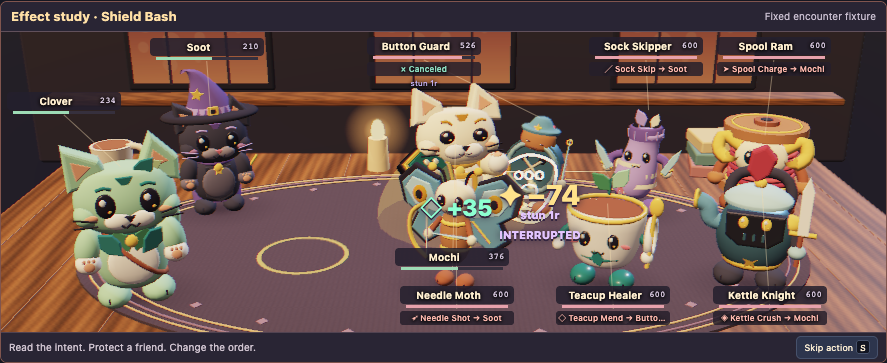 Effect study · Shield Bash
Fixed encounter fixture
Soot 210
Button Guard 526
× Canceled
stun 1r
Sock Skipper 600
Sock Skip → Soot
Spool Ram 600
Spool Charge → Mochi
Clover 234
+35
-74
stun 1r
INTERRUPTED
Mochi 376
Needle Moth 600
Needle Shot → Soot
Teacup Healer 600
Teacup Mend → Butto...
Kettle Knight 600
Kettle Crush → Mochi
Read the intent. Protect a friend. Change the order.
Skip action S